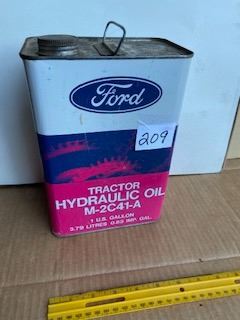 Ford
209
TRACTOR
HYDRAULIC OIL
M-2C41-A
1 U.S. GALLON
3.79 LITRES 0.83 IMP. GAL.